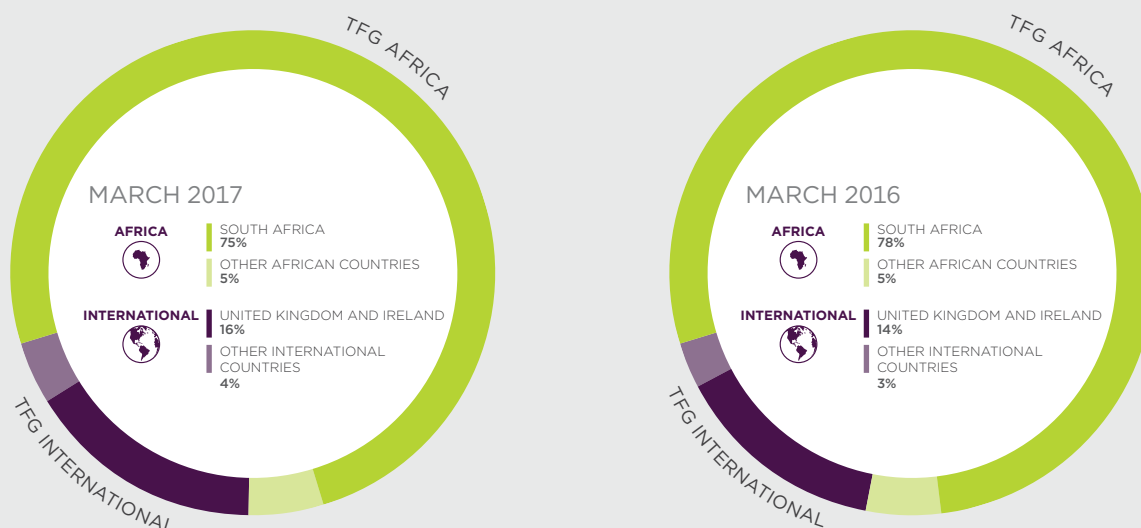 TFG AFRICA
MARCH 2017
AFRICA
SOUTH AFRICA
75%
OTHER AFRICAN COUNTRIES
5%
INTERNATIONAL
UNITED KINGDOM AND IRELAND
16%
OTHER INTERNATIONAL
COUNTRIES
4%
TFG INTERNATIONAL
TFG AFRICA
MARCH 2016
AFRICA
SOUTH AFRICA
78%
OTHER AFRICAN COUNTRIES
5%
INTERNATIONAL
UNITED KINGDOM AND IRELAND
14%
OTHER INTERNATIONAL
COUNTRIES
3%
TFG INTERNATIONAL